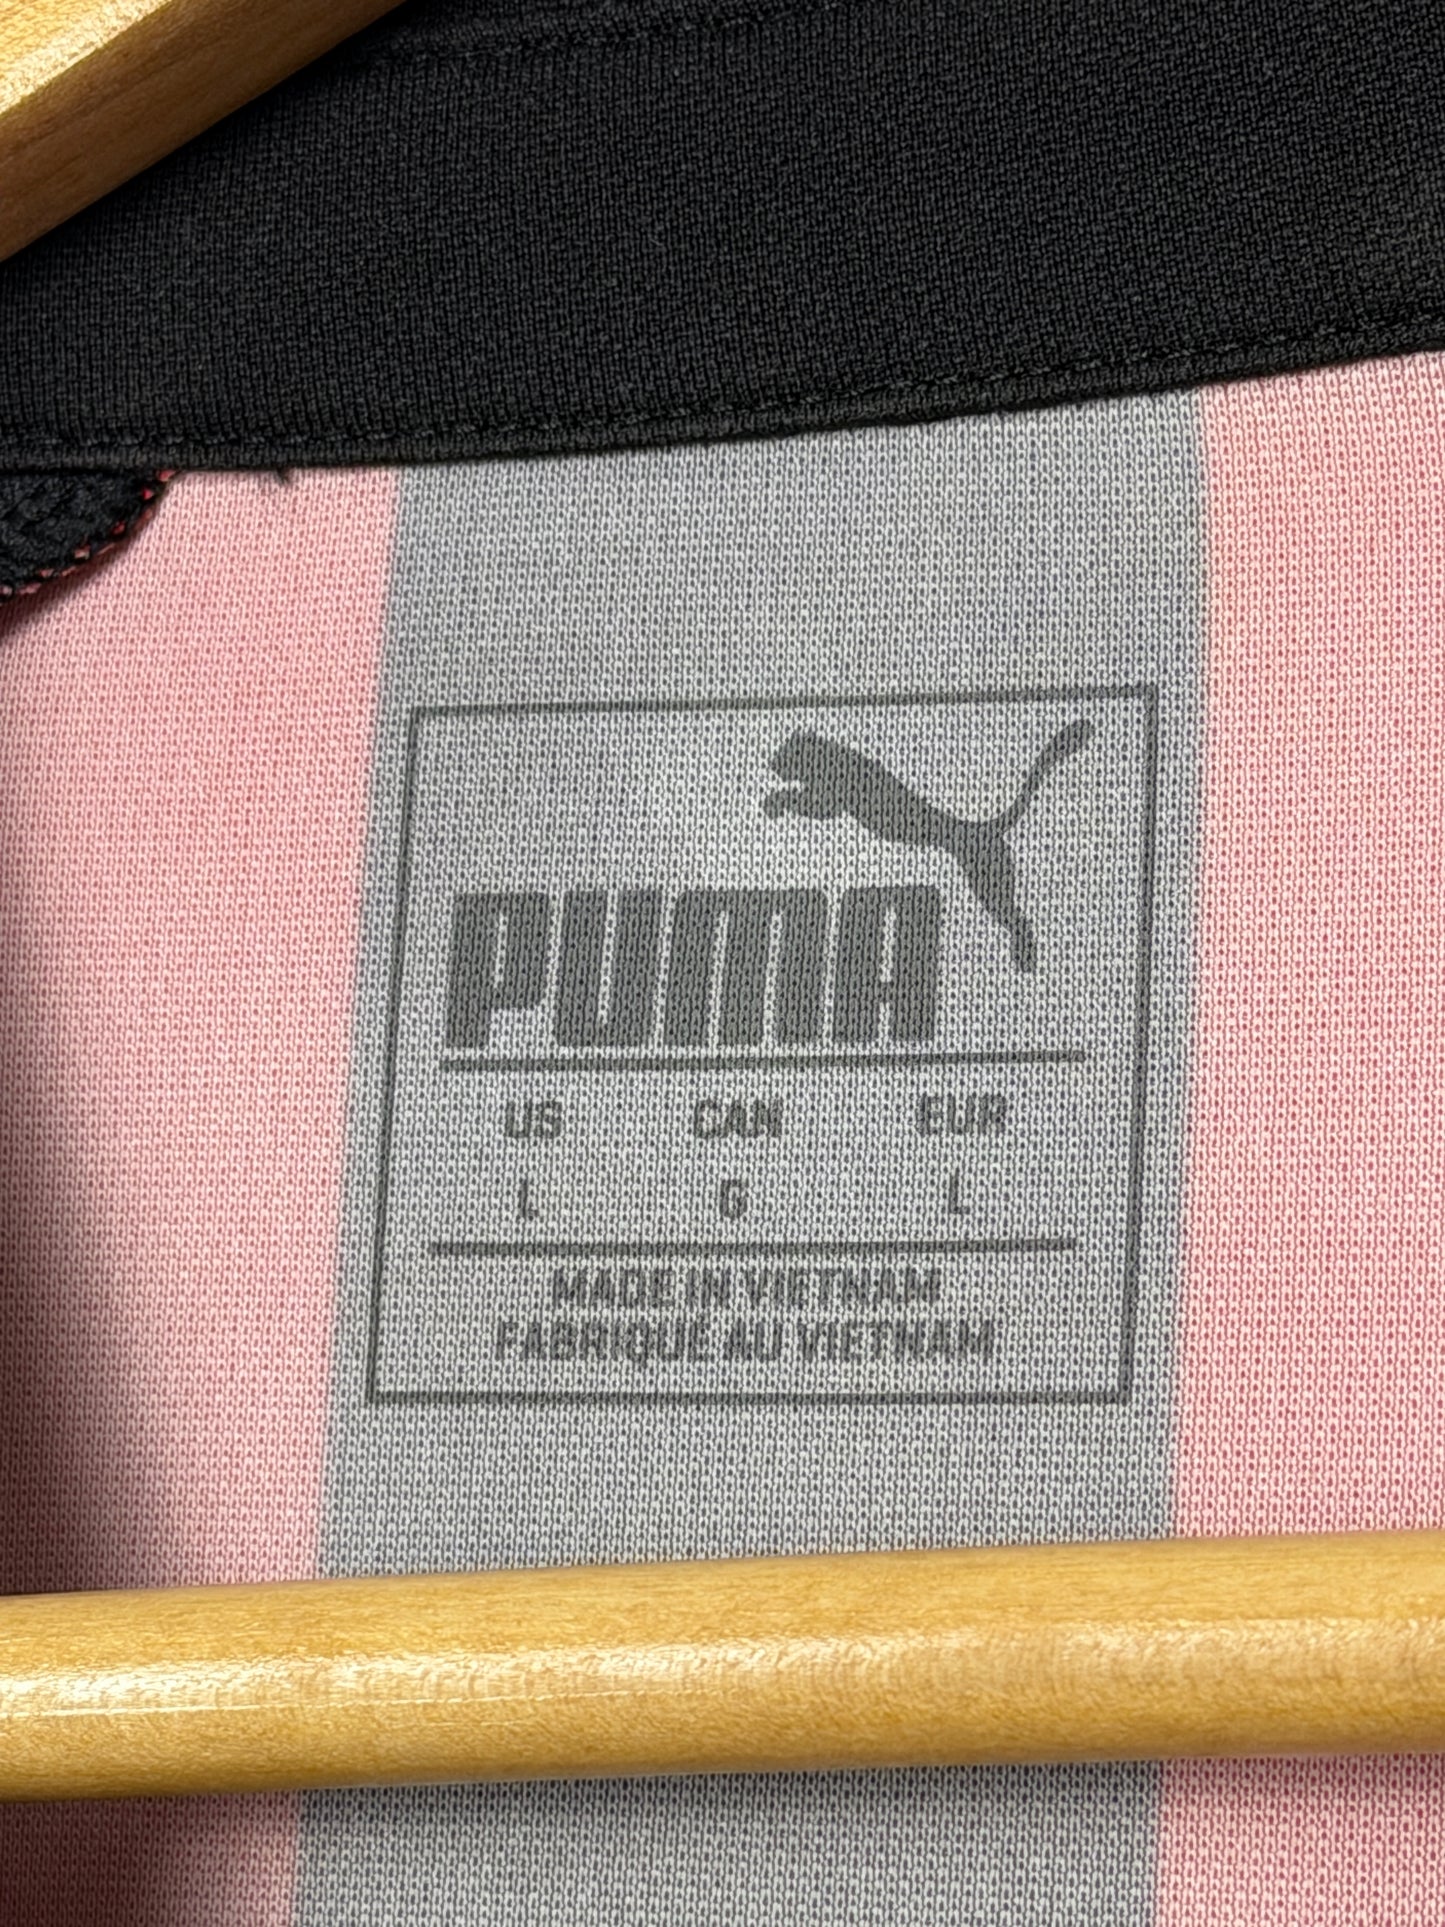 PUMA
US CAN EUR
L G L
MADE IN VIETNAM
FABRIQUÉ AU VIETNAM